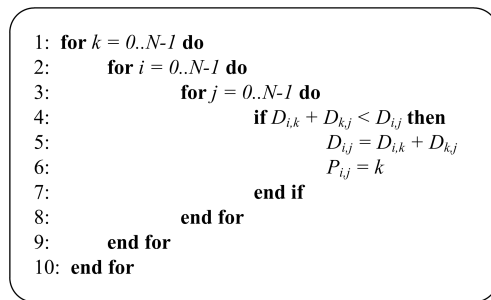 1: for k = 0..N-1 do
2: for i = 0..N-1 do
3: for j = 0..N-1 do
4: if D_{i,k} + D_{k,j} < D_{i,j} then
5: D_{i,j} = D_{i,k} + D_{k,j}
6: P_{i,j} = k
7: end if
8: end for
9: end for
10: end for